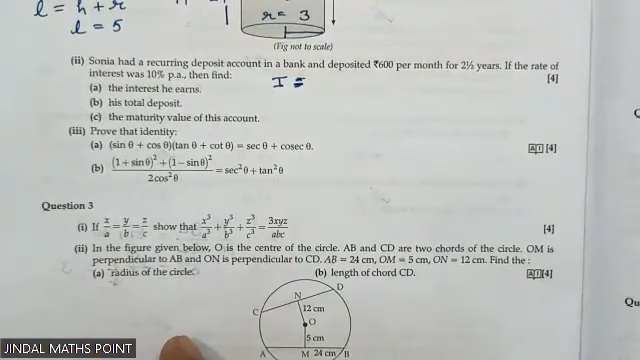 l = h + r
l = 5
r = 3
(Fig not to scale)
(ii) Sonia had a recurring deposit account in a bank and deposited ₹600 per month for 2½ years. If the rate of
interest was 10% p.a., then find: [4]
I =
(a) the interest he earns.
(b) his total deposit.
(c) the maturity value of this account.
(iii) Prove that identity:
(a) (sin θ + cos θ)(tan θ + cot θ) = sec θ + cosec θ. [4]
(b) (1 + sinθ)² + (1 − sinθ)² / 2cos²θ = sec²θ + tan²θ
Question 3
(i) If x/a = y/b = z/c show that x³/a³ + y³/b³ + z³/c³ = 3xyz/abc [4]
(ii) In the figure given below, O is the centre of the circle. AB and CD are two chords of the circle. OM is
perpendicular to AB and ON is perpendicular to CD. AB = 24 cm, OM = 5 cm, ON = 12 cm. Find the :
(a) radius of the circle. (b) length of chord CD. [4]
D
N
C
12 cm
O
5 cm
A M 24 cm B
Qu
JINDAL MATHS POINT